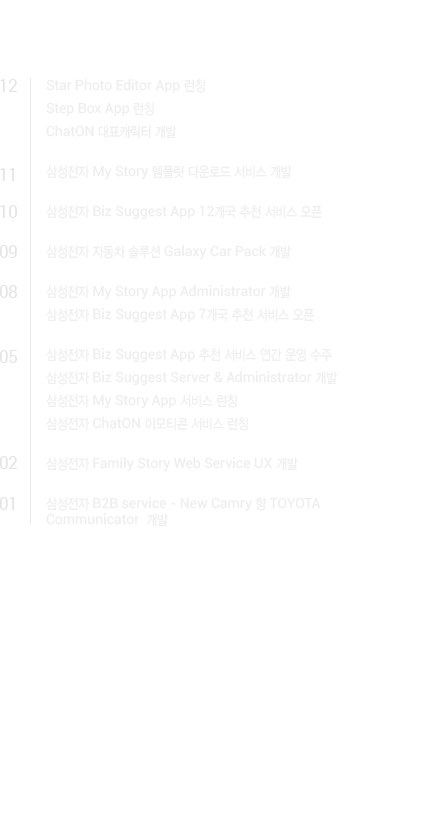 12
Star Photo Editor App 런칭
Step Box App 런칭
ChatON 대표캐릭터 개발
11
삼성전자 My Story 템플릿 다운로드 서비스 개발
10
삼성전자 Biz Suggest App 12개국 추천 서비스 오픈
09
삼성전자 자동차 솔루션 Galaxy Car Pack 개발
08
삼성전자 My Story App Administrator 개발
삼성전자 Biz Suggest App 7개국 추천 서비스 오픈
05
삼성전자 Biz Suggest App 추천 서비스 연간 운영 수주
삼성전자 Biz Suggest Server & Administrator 개발
삼성전자 My Story App 서비스 런칭
삼성전자 ChatON 이모티콘 서비스 런칭
02
삼성전자 Family Story Web Service UX 개발
01
삼성전자 B2B service - New Camry 향 TOYOTA
Communicator 개발